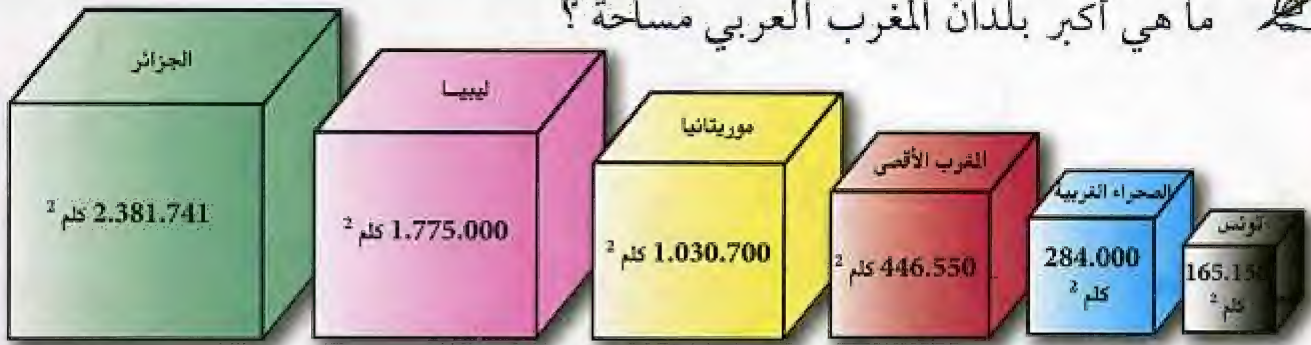 ما هي أكبر بلدان المغرب العربي مساحة ؟
الجزائر
2.381.741 كلم 2
ليبيا
1.775.000 كلم 2
موريتانيا
1.030.700 كلم 2
المغرب الأقصى
446.550 كلم 2
الصحراء الغربية
284.000
كلم 2
تونس
كلم 2